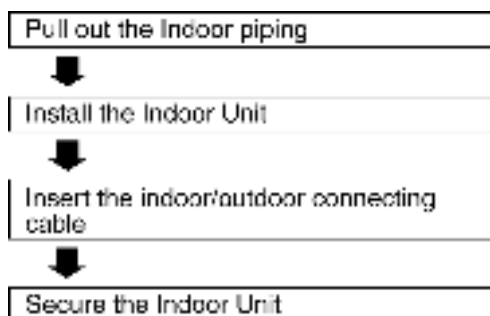 Pull out the Indoor piping
Install the Indoor Unit
Insert the indoor/outdoor connecting
cable
Secure the Indoor Unit